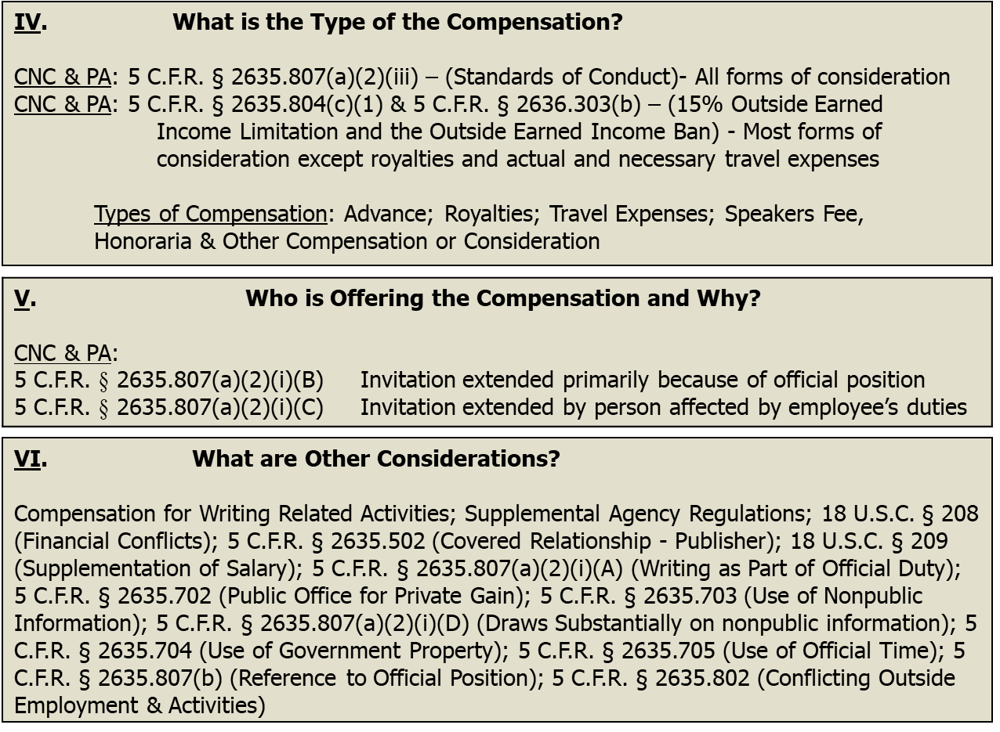 IV. What is the Type of the Compensation?
CNC & PA: 5 C.F.R. § 2635.807(a)(2)(iii) – (Standards of Conduct)- All forms of consideration
CNC & PA: 5 C.F.R. § 2635.804(c)(1) & 5 C.F.R. § 2636.303(b) – (15% Outside Earned
Income Limitation and the Outside Earned Income Ban) - Most forms of
consideration except royalties and actual and necessary travel expenses
Types of Compensation: Advance; Royalties; Travel Expenses; Speakers Fee,
Honoraria & Other Compensation or Consideration
V. Who is Offering the Compensation and Why?
CNC & PA:
5 C.F.R. § 2635.807(a)(2)(i)(B) Invitation extended primarily because of official position
5 C.F.R. § 2635.807(a)(2)(i)(C) Invitation extended by person affected by employee’s duties
VI. What are Other Considerations?
Compensation for Writing Related Activities; Supplemental Agency Regulations; 18 U.S.C. § 208
(Financial Conflicts); 5 C.F.R. § 2635.502 (Covered Relationship - Publisher); 18 U.S.C. § 209
(Supplementation of Salary); 5 C.F.R. § 2635.807(a)(2)(i)(A) (Writing as Part of Official Duty);
5 C.F.R. § 2635.702 (Public Office for Private Gain); 5 C.F.R. § 2635.703 (Use of Nonpublic
Information); 5 C.F.R. § 2635.807(a)(2)(i)(D) (Draws Substantially on nonpublic information); 5
C.F.R. § 2635.704 (Use of Government Property); 5 C.F.R. § 2635.705 (Use of Official Time); 5
C.F.R. § 2635.807(b) (Reference to Official Position); 5 C.F.R. § 2635.802 (Conflicting Outside
Employment & Activities)